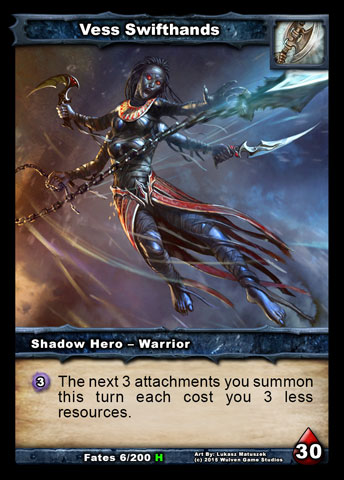 Vess Swifthands
Shadow Hero – Warrior
3
The next 3 attachments you summon
this turn each cost you 3 less
resources.
Fates 6/200 H
Art By: Lukasz Matuszek
(c) 2015 Wulven Game Studios
30